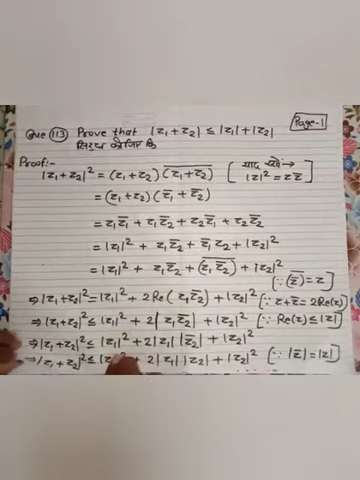 Page-1
Que 113 Prove that |z₁+z₂| ≤ |z₁|+|z₂|
सिद्ध कीजिए कि
Proof:-
|z₁+z₂|² = (z₁+z₂) \overline{(z₁+z₂)} [याद रखें → |z|² = z z̅]
= (z₁+z₂)(z̅₁+z̅₂)
= z₁z̅₁ + z₁z̅₂ + z₂z̅₁ + z₂z̅₂
= |z₁|² + z₁z̅₂ + z̅₁z₂ + |z₂|²
= |z₁|² + z₁z̅₂ + \overline{(z₁z̅₂)} + |z₂|²
[∵ \overline{(z̅)} = z]
⇒ |z₁+z₂|² = |z₁|² + 2Re(z₁z̅₂) + |z₂|² [∵ z+z̅ = 2Re(z)]
⇒ |z₁+z₂|² ≤ |z₁|² + 2|z₁z̅₂| + |z₂|² [∵ Re(z) ≤ |z|]
⇒ |z₁+z₂|² ≤ |z₁|² + 2|z₁||z̅₂| + |z₂|²
⇒ |z₁+z₂|² ≤ |z₁|² + 2|z₁||z₂| + |z₂|² [∵ |z̅| = |z|]